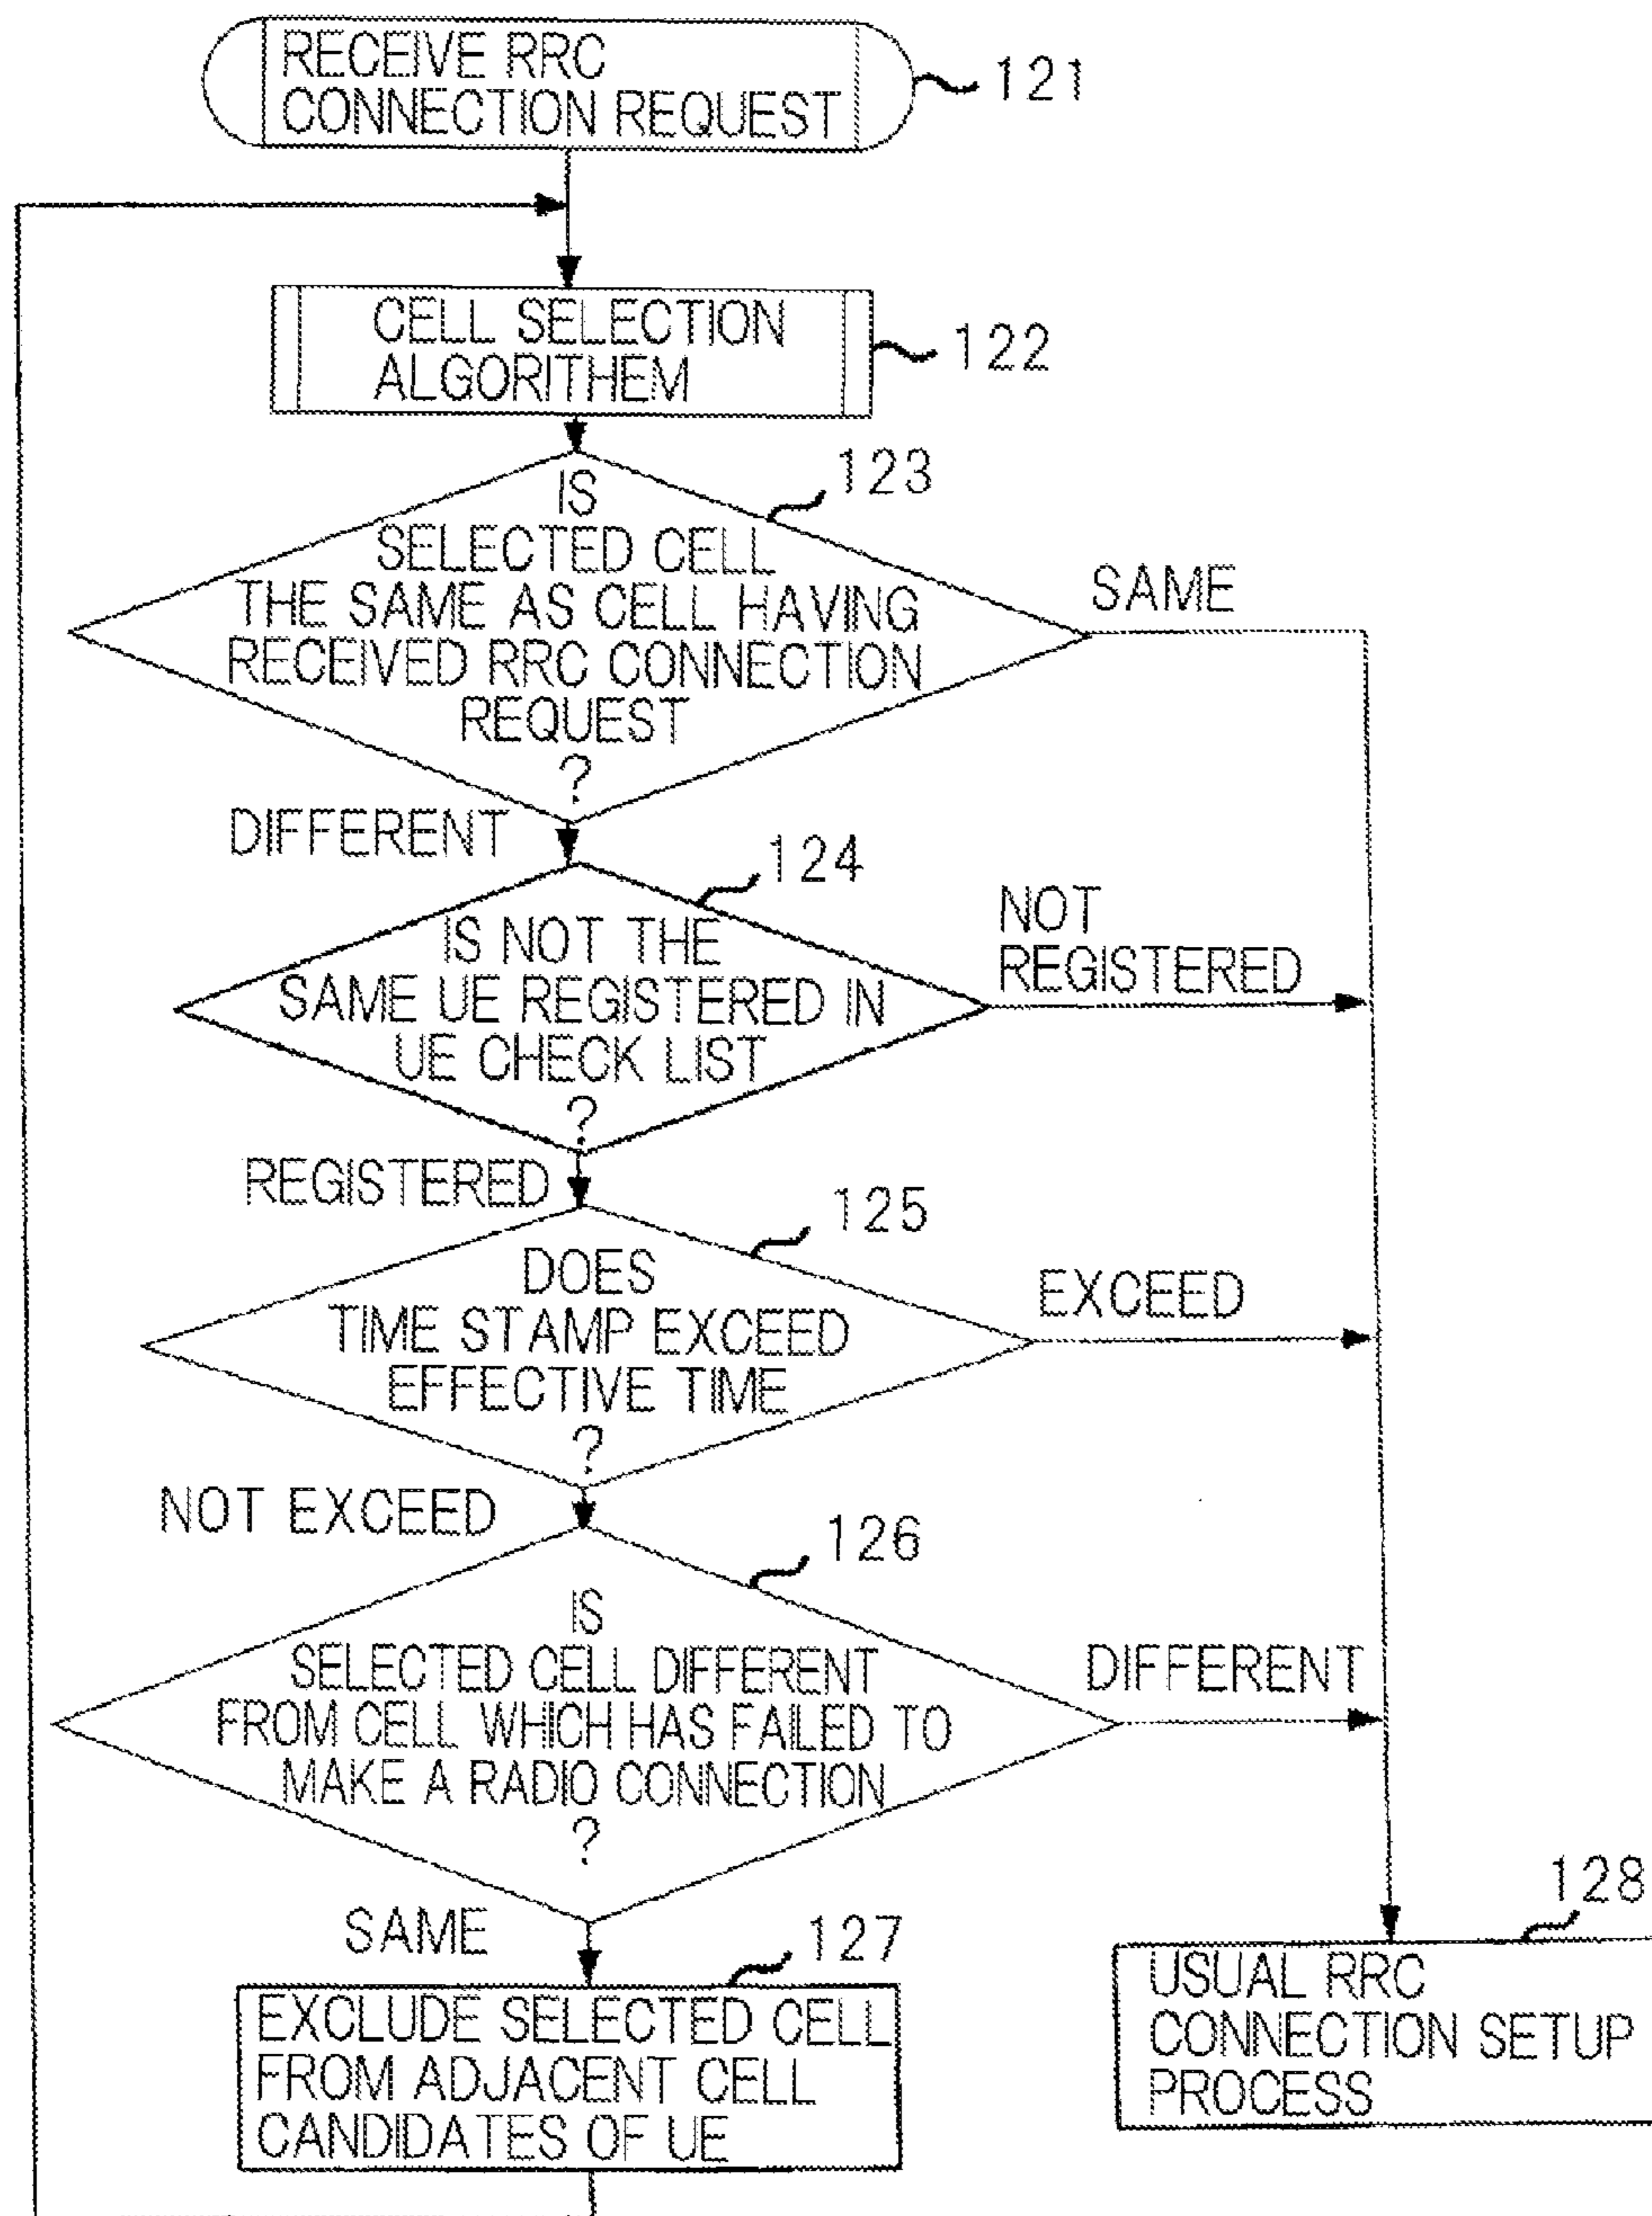 RECEIVE RRC
CONNECTION REQUEST
121
CELL SELECTION
ALGORITHEM
122
123
IS
SELECTED CELL
THE SAME AS CELL HAVING
RECEIVED RRC CONNECTION
REQUEST
?
SAME
DIFFERENT
124
IS NOT THE
SAME UE REGISTERED IN
UE CHECK LIST
?
NOT
REGISTERED
REGISTERED
125
DOES
TIME STAMP EXCEED
EFFECTIVE TIME
?
EXCEED
NOT EXCEED
126
IS
SELECTED CELL DIFFERENT
FROM CELL WHICH HAS FAILED TO
MAKE A RADIO CONNECTION
?
DIFFERENT
SAME
127
EXCLUDE SELECTED CELL
FROM ADJACENT CELL
CANDIDATES OF UE
128
USUAL RRC
CONNECTION SETUP
PROCESS